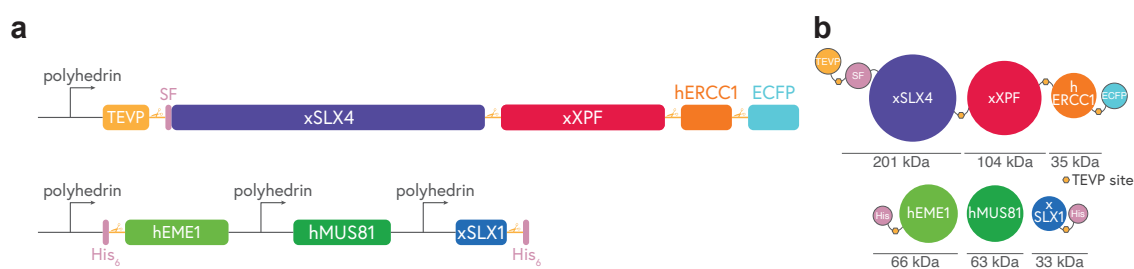 a
polyhedrin
TEVP
SF
xSLX4
xXPF
hERCC1
ECFP
polyhedrin
polyhedrin
polyhedrin
His6
hEME1
hMUS81
xSLX1
His6
b
TEVP
SF
xSLX4
xXPF
h
ERCC1
ECFP
201 kDa
104 kDa
35 kDa
TEVP site
His
hEME1
hMUS81
x
SLX1
His
66 kDa
63 kDa
33 kDa